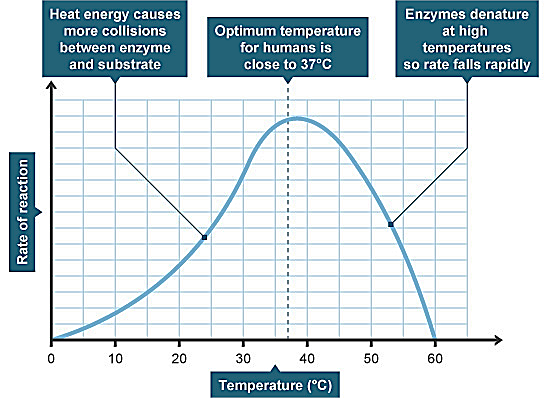 Heat energy causes
more collisions
between enzyme
and substrate
Optimum temperature
for humans is
close to 37°C
Enzymes denature
at high
temperatures
so rate falls rapidly
Rate of reaction
0 10 20 30 40 50 60
Temperature (ºC)